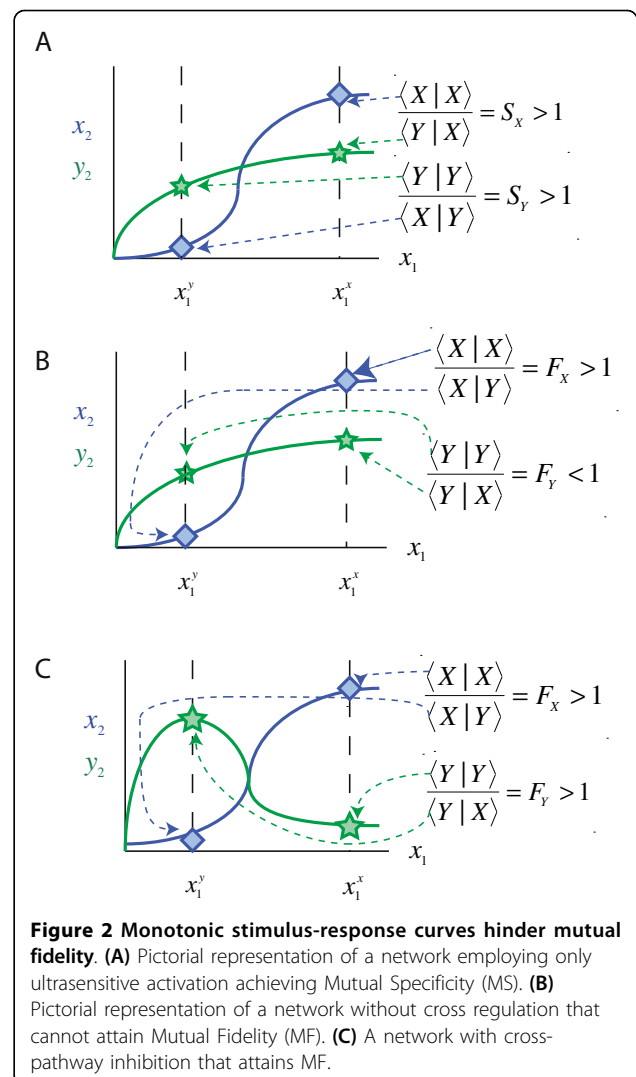 A
x₂
y₂
⟨X | X⟩
⟨Y | X⟩
= S_X > 1
⟨Y | Y⟩
⟨X | Y⟩
= S_Y > 1
x₁
x₁^y
x₁^x
B
x₂
y₂
⟨X | X⟩
⟨X | Y⟩
= F_X > 1
⟨Y | Y⟩
⟨Y | X⟩
= F_Y < 1
x₁
x₁^y
x₁^x
C
x₂
y₂
⟨X | X⟩
⟨X | Y⟩
= F_X > 1
⟨Y | Y⟩
⟨Y | X⟩
= F_Y > 1
x₁
x₁^y
x₁^x
Figure 2 Monotonic stimulus-response curves hinder mutual
fidelity. (A) Pictorial representation of a network employing only
ultrasensitive activation achieving Mutual Specificity (MS). (B)
Pictorial representation of a network without cross regulation that
cannot attain Mutual Fidelity (MF). (C) A network with cross-
pathway inhibition that attains MF.